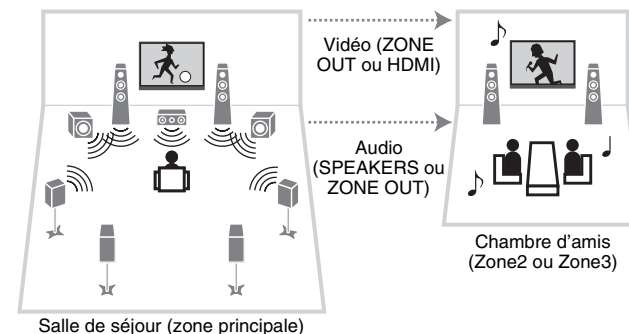 Vidéo (ZONE
OUT ou HDMI)
Audio
(SPEAKERS ou
ZONE OUT)
Chambre d'amis
(Zone2 ou Zone3)
Salle de séjour (zone principale)